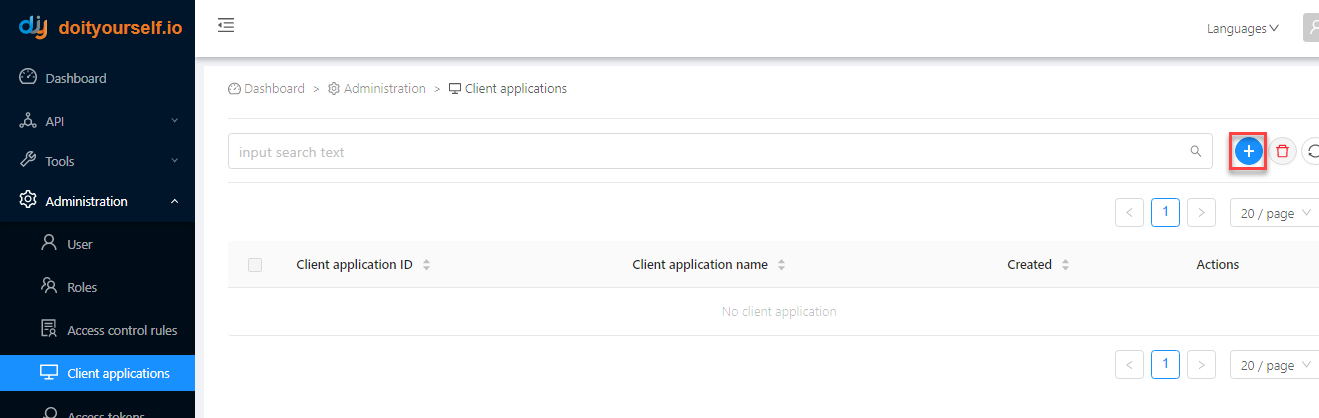 diy doityourself.io
Languages
Dashboard
API
Tools
Administration
User
Roles
Access control rules
Client applications
Access tokens
Dashboard > Administration > Client applications
input search text
< 1 > 20 / page
Client application ID Client application name Created Actions
No client application
< 1 > 20 / page